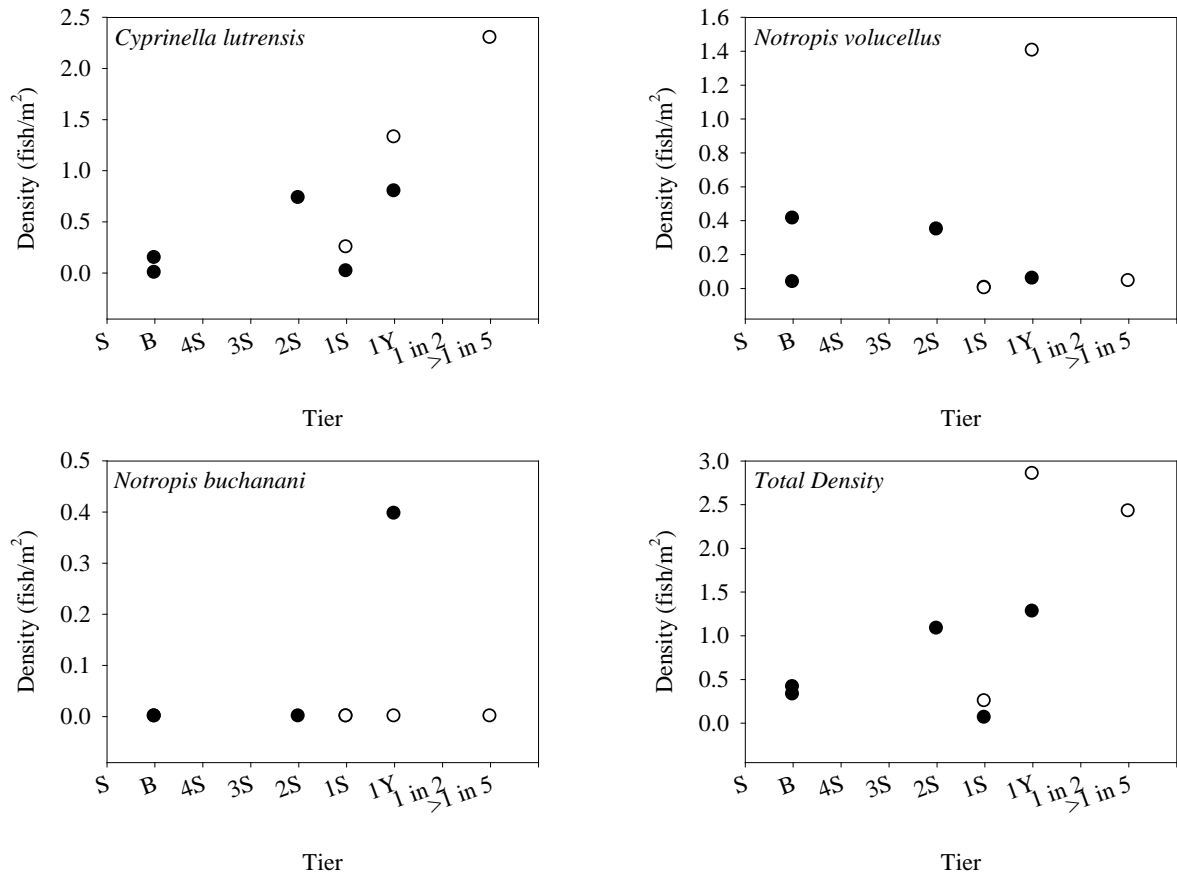 Cyprinella lutrensis
Density (fish/m²)
2.5
2.0
1.5
1.0
0.5
0.0
S
B
4S
3S
2S
1S
1Y
1 in 2
>1 in 5
Tier
Notropis volucellus
Density (fish/m²)
1.6
1.4
1.2
1.0
0.8
0.6
0.4
0.2
0.0
S
B
4S
3S
2S
1S
1Y
1 in 2
>1 in 5
Tier
Notropis buchanani
Density (fish/m²)
0.5
0.4
0.3
0.2
0.1
0.0
S
B
4S
3S
2S
1S
1Y
1 in 2
>1 in 5
Tier
Total Density
Density (fish/m²)
3.0
2.5
2.0
1.5
1.0
0.5
0.0
S
B
4S
3S
2S
1S
1Y
1 in 2
>1 in 5
Tier